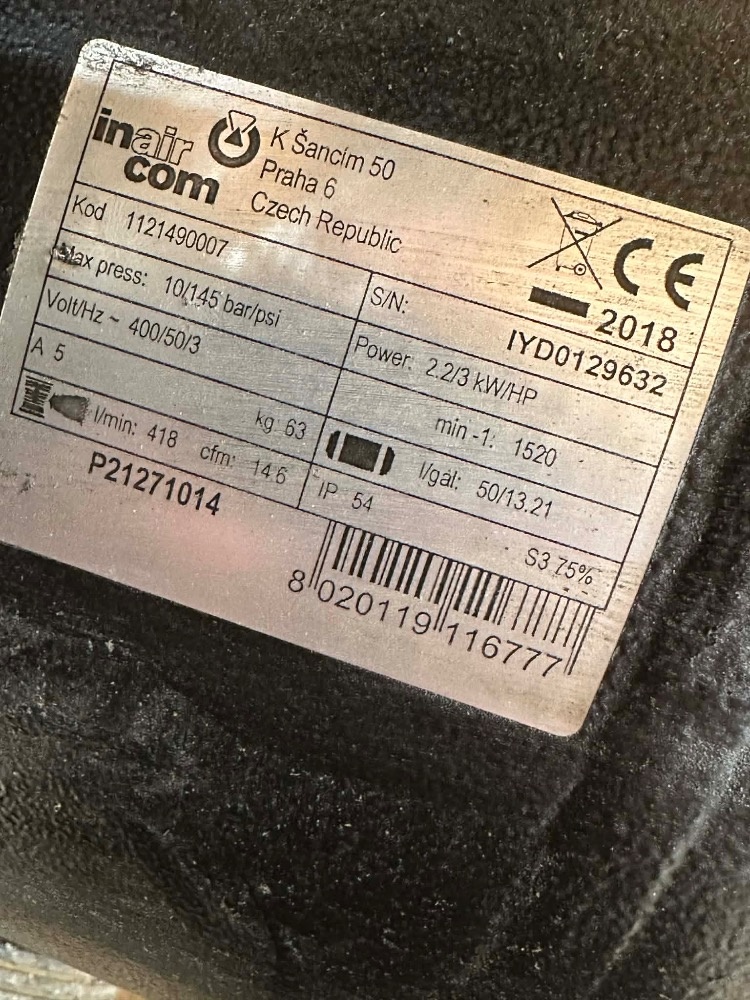 inair
com
K Šancím 50
Praha 6
Czech Republic
CE
2018
Kod 1121490007
S/N: IYD0129632
Max press: 10/145 bar/psi
Power: 2.2/3 kW/HP
Volt/Hz ~ 400/50/3
min -1: 1520
A 5
kg 63
l/gal: 50/13.21
l/min: 418 cfm: 14.6
IP 54
S3 75%
P21271014
8 020119 116777